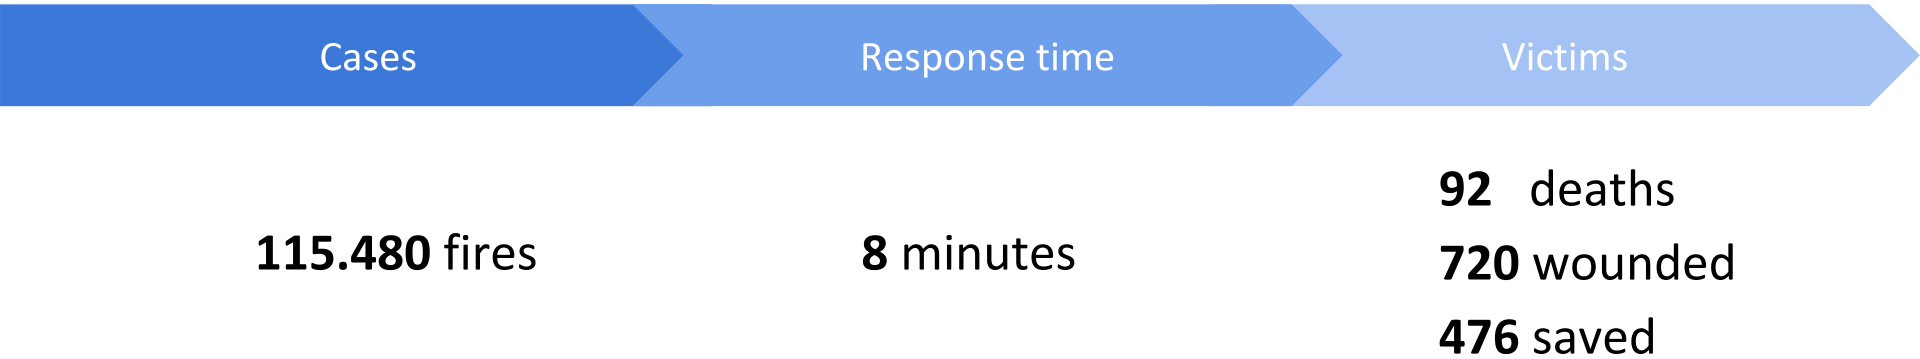 Cases
Response time
Victims
115.480 fires
8 minutes
92 deaths
720 wounded
476 saved